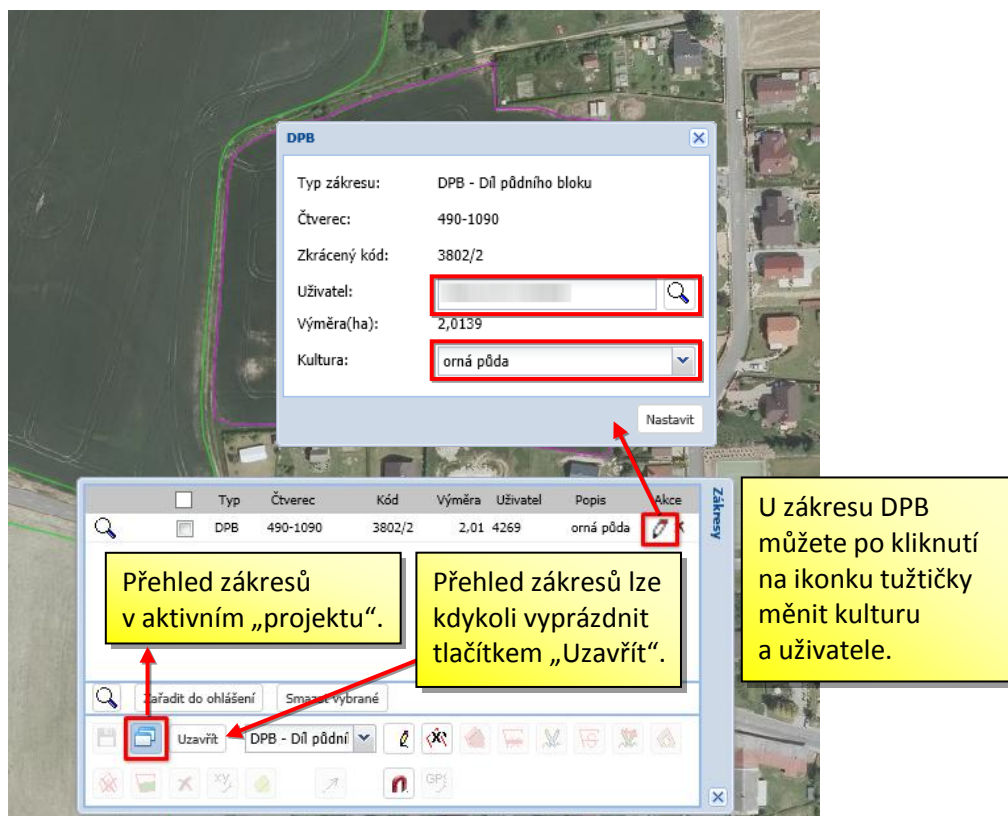 DPB
Typ zákresu: DPB - Díl půdního bloku
Čtverec: 490-1090
Zkrácený kód: 3802/2
Uživatel:
Výměra(ha): 2,0139
Kultura: orná půda
Nastavit
Typ Čtverec Kód Výměra Uživatel Popis Akce
DPB 490-1090 3802/2 2,01 4269 orná půda
Zákresy
Přehled zákresů
v aktivním „projektu“.
Přehled zákresů lze
kdykoli vyprázdnit
tlačítkem „Uzavřít“.
U zákresu DPB
můžete po kliknutí
na ikonku tužtičky
měnit kulturu
a uživatele.
Zařadit do ohlášení Smazat vybrané
Uzavřít DPB - Díl půdní
xy